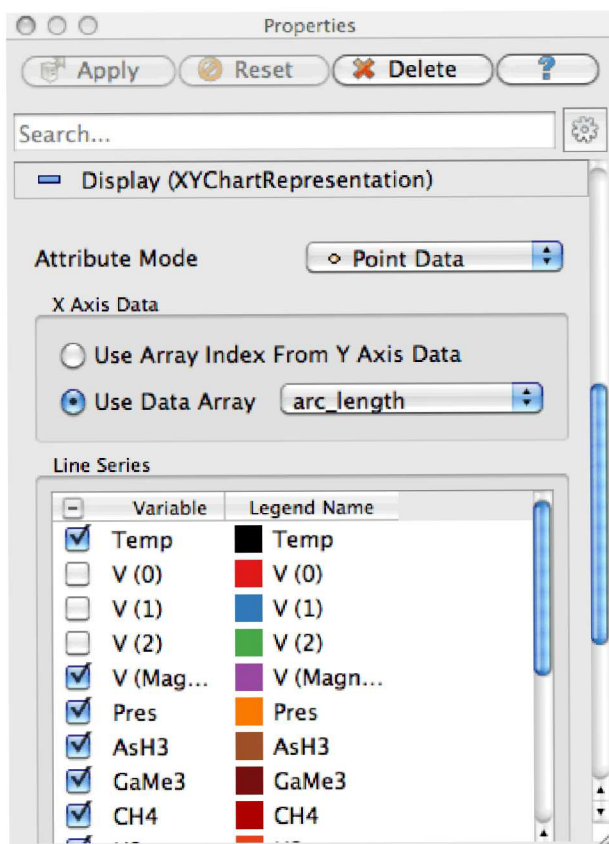 Properties
Apply Reset Delete ?
Search...
Display (XYChartRepresentation)
Attribute Mode Point Data
X Axis Data
Use Array Index From Y Axis Data
Use Data Array arc_length
Line Series
Variable Legend Name
Temp Temp
V (0) V (0)
V (1) V (1)
V (2) V (2)
V (Mag... V (Magn...
Pres Pres
AsH3 AsH3
GaMe3 GaMe3
CH4 CH4